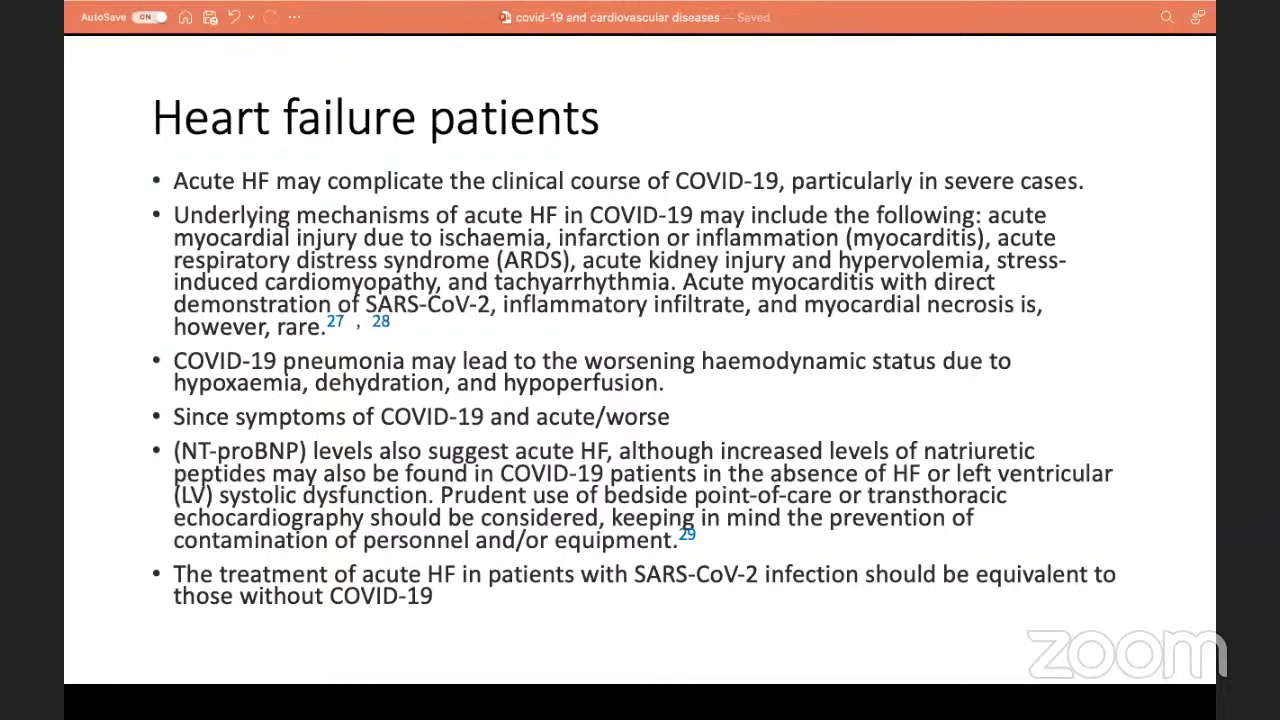 AutoSave ON covid-19 and cardiovascular diseases — Saved
Heart failure patients
• Acute HF may complicate the clinical course of COVID-19, particularly in severe cases.
• Underlying mechanisms of acute HF in COVID-19 may include the following: acute
myocardial injury due to ischaemia, infarction or inflammation (myocarditis), acute
respiratory distress syndrome (ARDS), acute kidney injury and hypervolemia, stress-
induced cardiomyopathy, and tachyarrhythmia. Acute myocarditis with direct
demonstration of SARS-CoV-2, inflammatory infiltrate, and myocardial necrosis is,
however, rare.27 , 28
• COVID-19 pneumonia may lead to the worsening haemodynamic status due to
hypoxaemia, dehydration, and hypoperfusion.
• Since symptoms of COVID-19 and acute/worse
• (NT-proBNP) levels also suggest acute HF, although increased levels of natriuretic
peptides may also be found in COVID-19 patients in the absence of HF or left ventricular
(LV) systolic dysfunction. Prudent use of bedside point-of-care or transthoracic
echocardiography should be considered, keeping in mind the prevention of
contamination of personnel and/or equipment.29
• The treatment of acute HF in patients with SARS-CoV-2 infection should be equivalent to
those without COVID-19
zoom